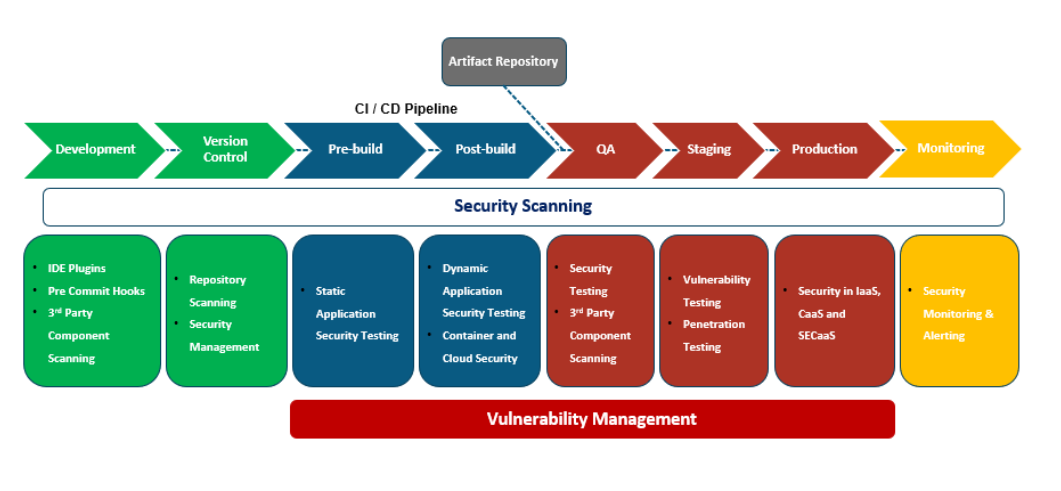 Artifact Repository
CI / CD Pipeline
Development
Version
Control
Pre-build
Post-build
QA
Staging
Production
Monitoring
Security Scanning
• IDE Plugins
• Pre Commit Hooks
• 3rd Party
Component
Scanning
• Repository
Scanning
• Security
Management
• Static
Application
Security Testing
• Dynamic
Application
Security Testing
• Container and
Cloud Security
• Security
Testing
• 3rd Party
Component
Scanning
• Vulnerability
Testing
• Penetration
Testing
• Security in IaaS,
CaaS and
SECaaS
• Security
Monitoring &
Alerting
Vulnerability Management